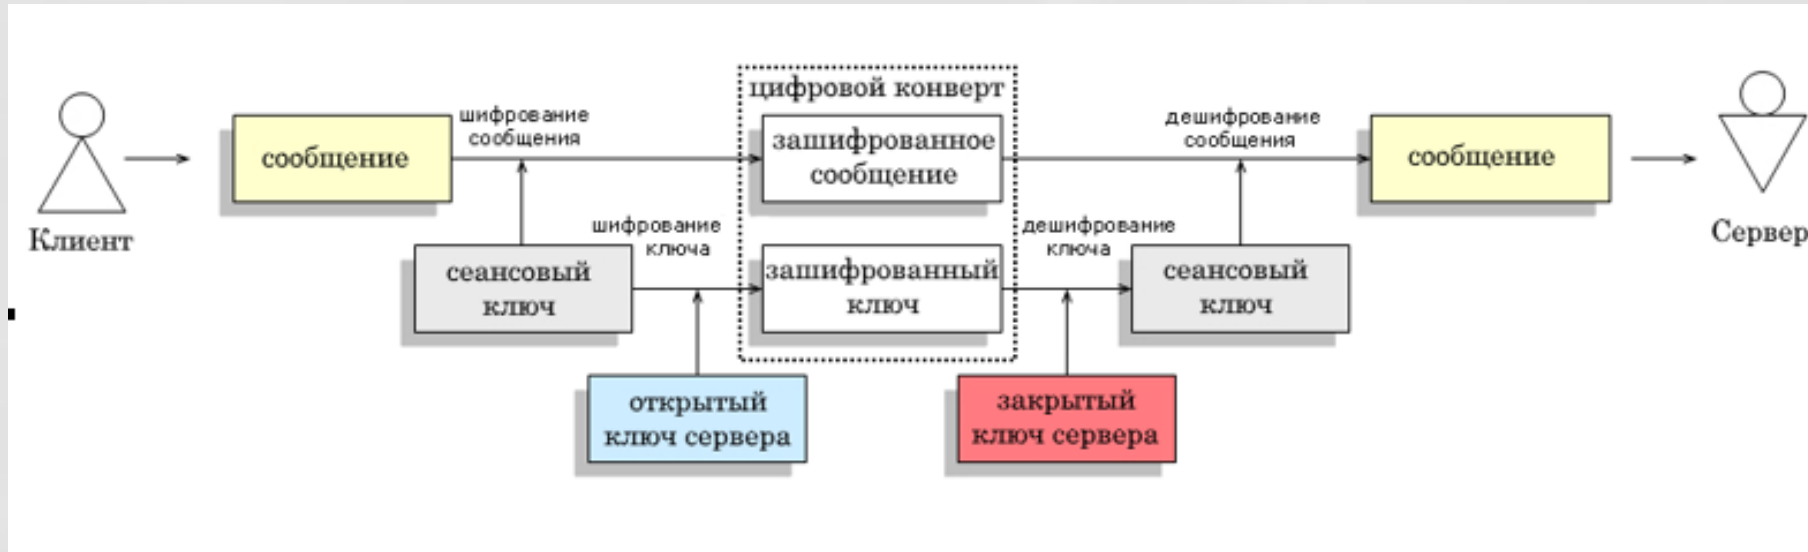 цифровой конверт
шифрование
сообщения
дешифрование
сообщения
сообщение
зашифрованное
сообщение
сообщение
Клиент
Сервер
шифрование
ключа
дешифрование
ключа
сеансовый
ключ
зашифрованный
ключ
сеансовый
ключ
открытый
ключ сервера
закрытый
ключ сервера